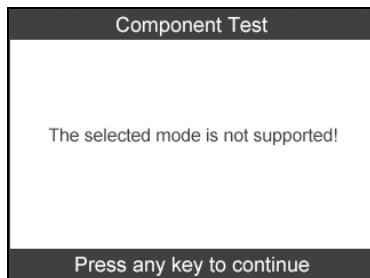 Component Test
The selected mode is not supported!
Press any key to continue